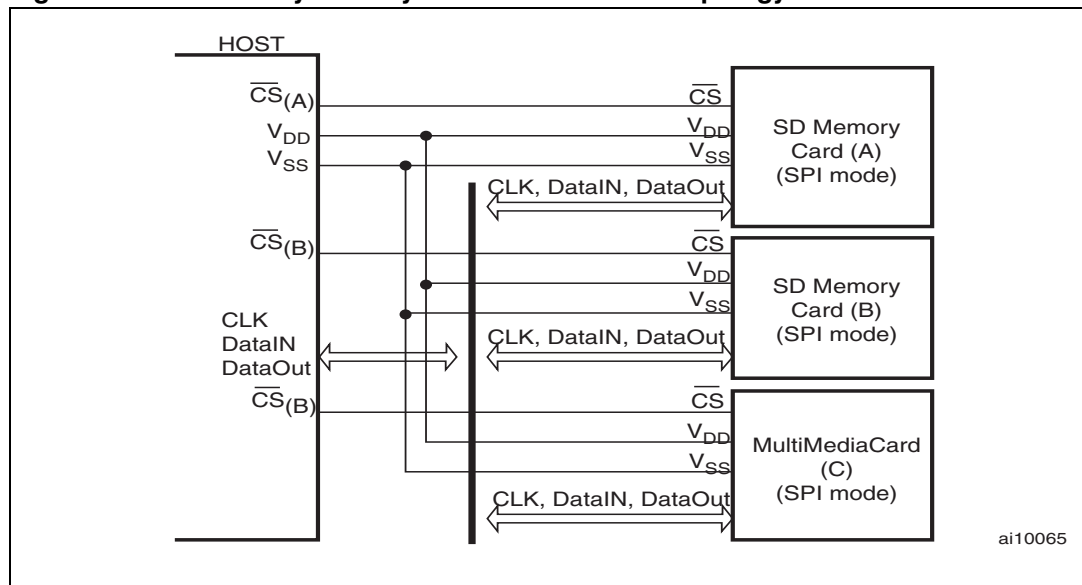 HOST
CS(A)
VDD
VSS
CS(B)
CLK
DataIN
DataOut
CS(B)
CS
VDD
VSS
CLK, DataIN, DataOut
SD Memory
Card (A)
(SPI mode)
CS
VDD
VSS
CLK, DataIN, DataOut
SD Memory
Card (B)
(SPI mode)
CS
VDD
VSS
CLK, DataIN, DataOut
MultiMediaCard
(C)
(SPI mode)
ai10065